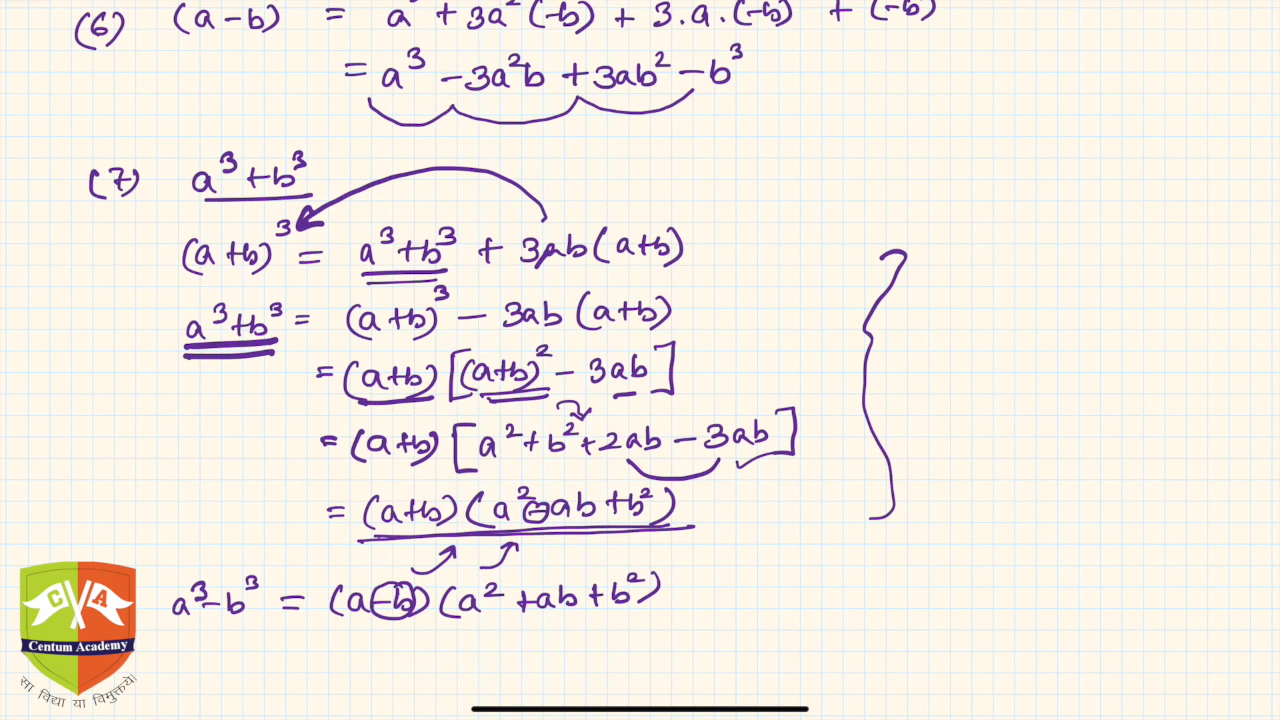 (6) (a-b) = a³ + 3a²(-b) + 3.a.(-b) + (-b)
= a³ - 3a²b + 3ab² - b³
(7) a³+b³
(a+b)³ = a³+b³ + 3ab(a+b)
a³+b³ = (a+b)³ - 3ab (a+b)
= (a+b) [(a+b)² - 3ab]
= (a+b) [a²+b²+2ab - 3ab]
= (a+b) (a²-ab+b²)
a³-b³ = (a-b) (a²+ab+b²)
C A
Centum Academy
सा विद्या या विमुक्तये।